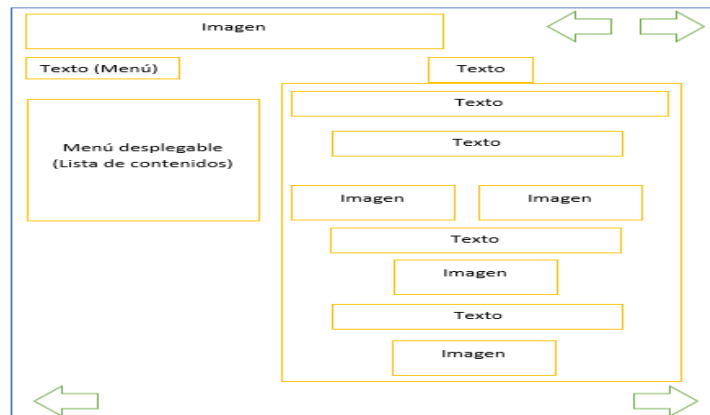 Imagen
Texto (Menú)
Texto
Menú desplegable
(Lista de contenidos)
Texto
Texto
Imagen
Imagen
Texto
Imagen
Texto
Imagen